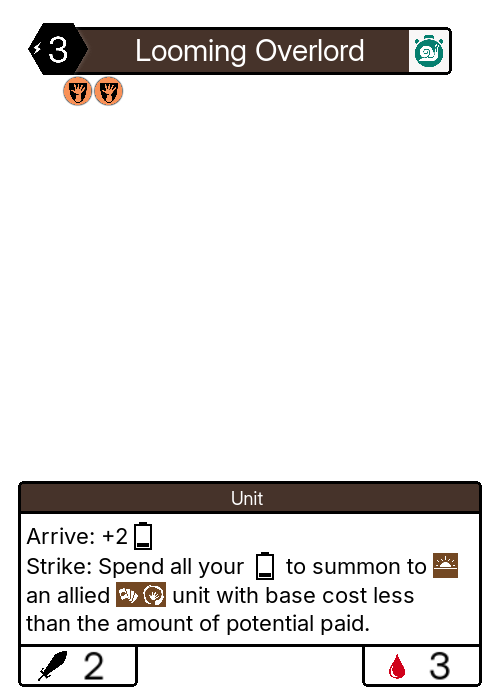 3 Looming Overlord
Unit
Arrive: +2
Strike: Spend all your to summon to
an allied unit with base cost less
than the amount of potential paid.
2 3